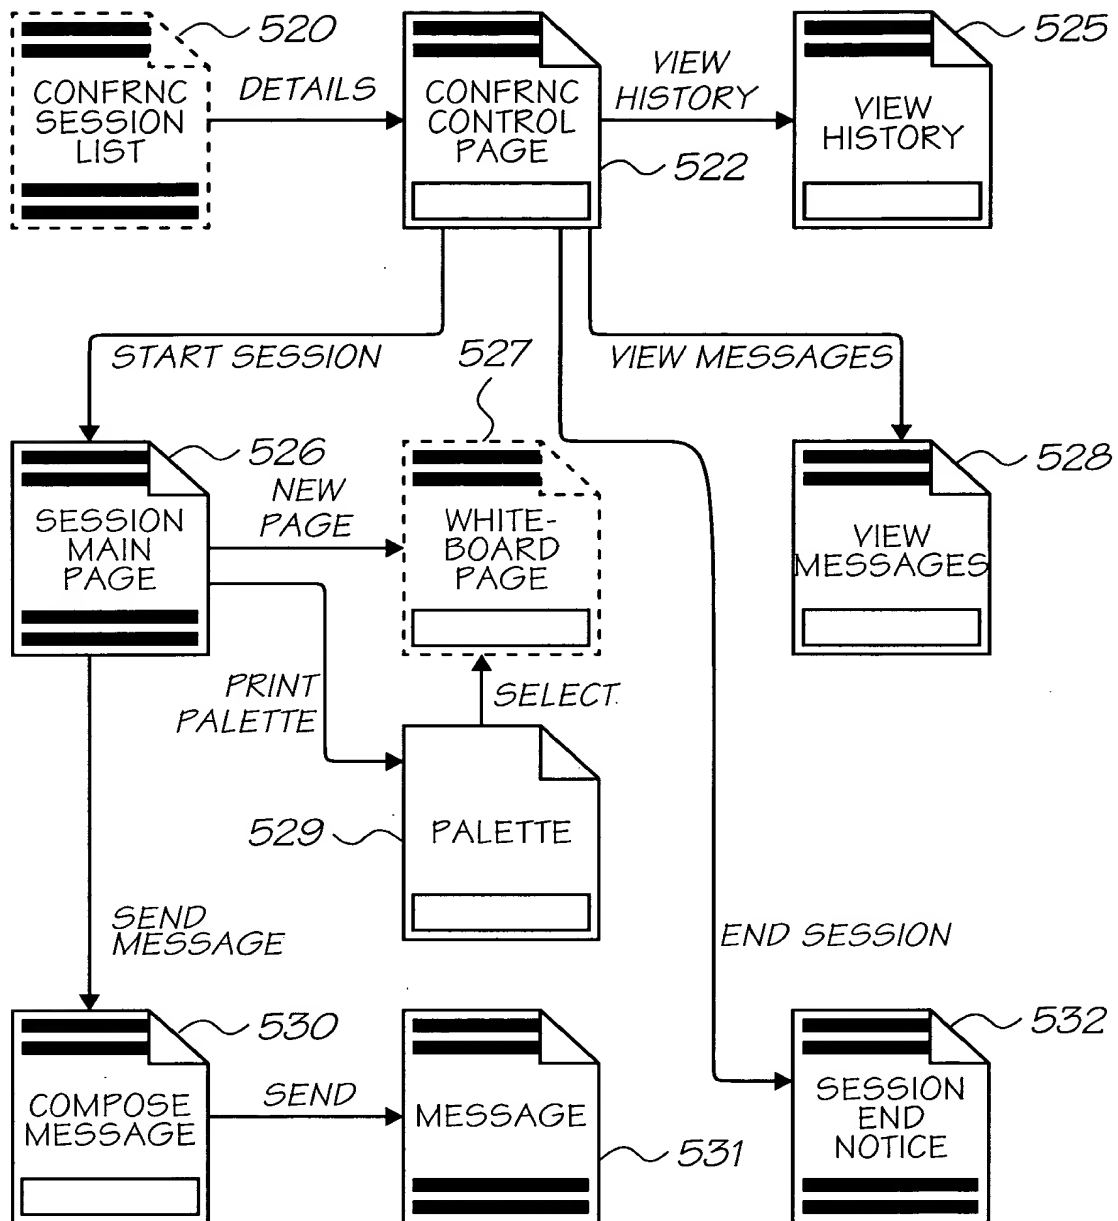 520
CONFRNC
SESSION
LIST
DETAILS
CONFRNC
CONTROL
PAGE
522
VIEW
HISTORY
525
VIEW
HISTORY
START SESSION
527
VIEW MESSAGES
526
SESSION
MAIN
PAGE
NEW
PAGE
WHITE-
BOARD
PAGE
528
VIEW
MESSAGES
PRINT
PALETTE
SELECT
529
PALETTE
SEND
MESSAGE
END SESSION
530
COMPOSE
MESSAGE
SEND
MESSAGE
531
532
SESSION
END
NOTICE